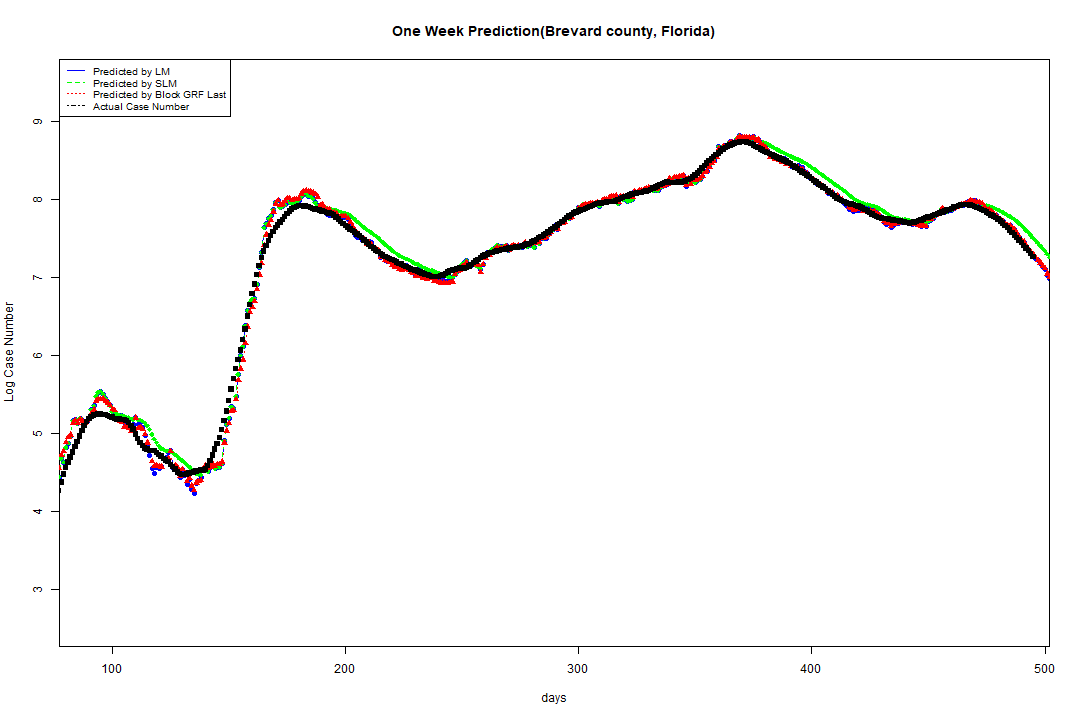 One Week Prediction(Brevard county, Florida)
Predicted by LM
Predicted by SLM
Predicted by Block GRF Last
Actual Case Number
9
8
7
6
5
4
3
Log Case Number
100 200 300 400 500
days